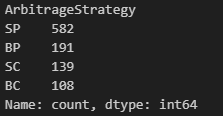 ArbitrageStrategy
SP    582
BP    191
SC    139
BC    108
Name: count, dtype: int64